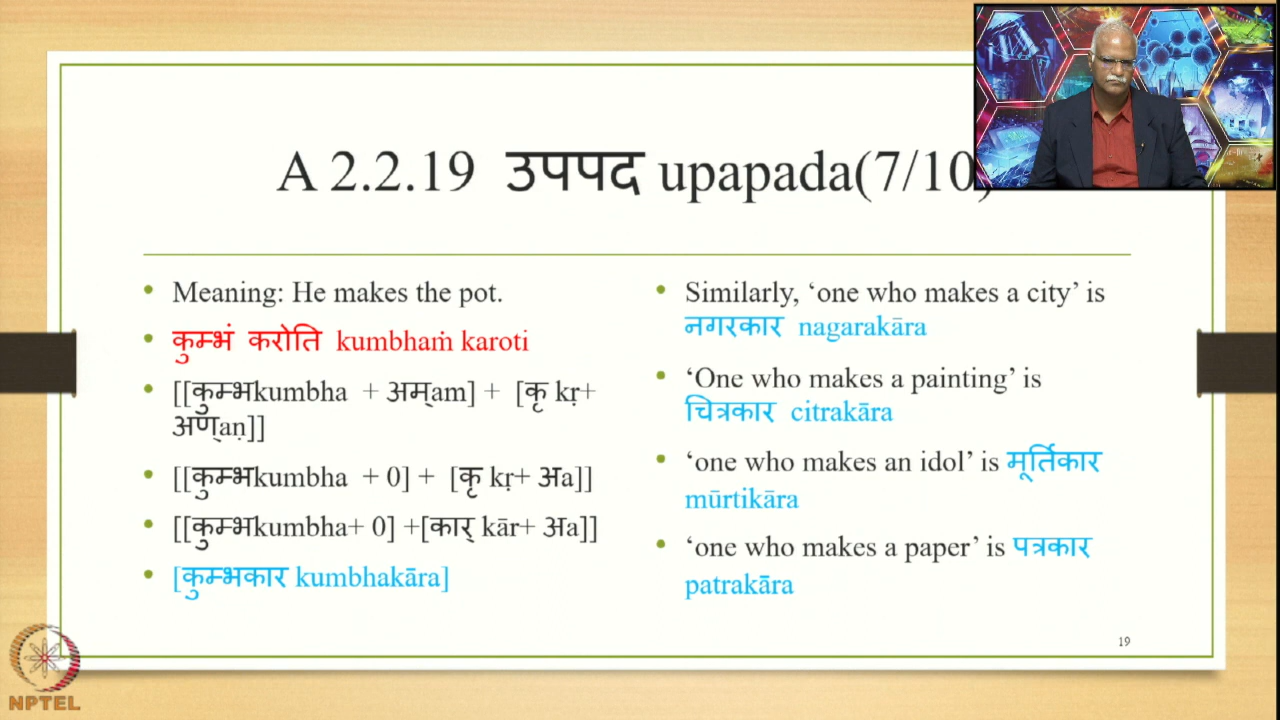 A 2.2.19 उपपद upapada(7/10)
Meaning: He makes the pot.
कुम्भं करोति kumbhaṁ karoti
[[कुम्भkumbha + अम्am] + [कृ kṛ+
अण्aṇ]]
[[कुम्भkumbha + 0] + [कृ kṛ+ अa]]
[[कुम्भkumbha+ 0] +[कार् kār+ अa]]
[कुम्भकार kumbhakāra]
Similarly, ‘one who makes a city’ is
नगरकार nagarakāra
‘One who makes a painting’ is
चित्रकार citrakāra
‘one who makes an idol’ is मूर्तिकार
mūrtikāra
‘one who makes a paper’ is पत्रकार
patrakāra
19
NPTEL